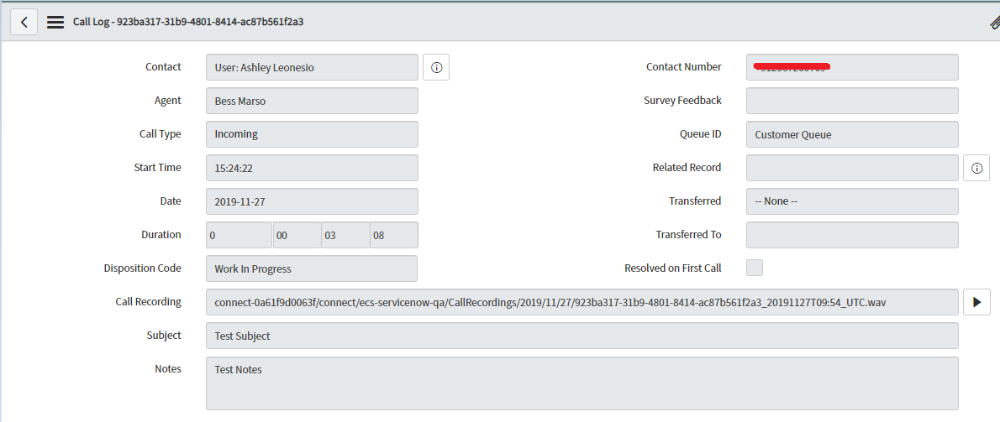 Call Log - 923ba317-31b9-4801-8414-ac87b561f2a3
Contact User: Ashley Leonesio Contact Number
Agent Bess Marso Survey Feedback
Call Type Incoming Queue ID Customer Queue
Start Time 15:24:22 Related Record
Date 2019-11-27 Transferred -- None --
Duration 0 00 03 08 Transferred To
Disposition Code Work In Progress Resolved on First Call
Call Recording connect-0a61f9d0063f/connect/ecs-servicenow-qa/CallRecordings/2019/11/27/923ba317-31b9-4801-8414-ac87b561f2a3_20191127T09:54_UTC.wav
Subject Test Subject
Notes Test Notes